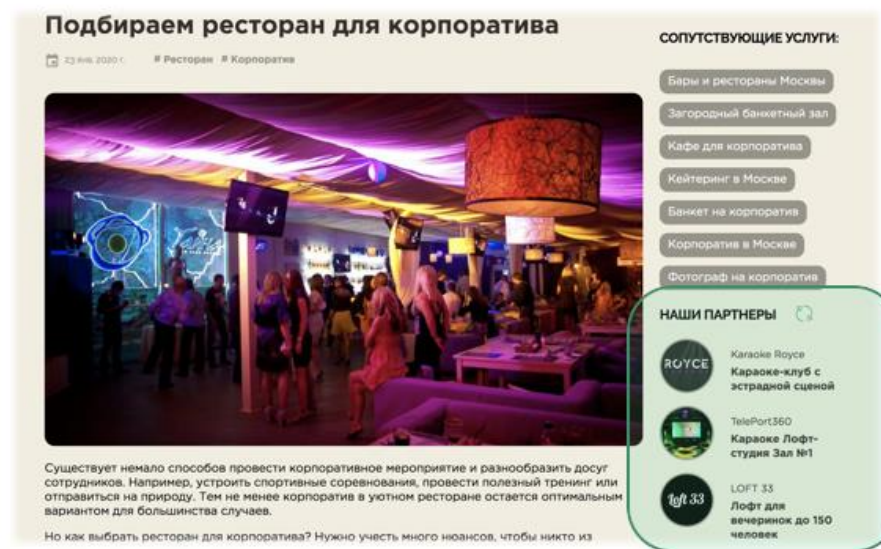 Подбираем ресторан для корпоратива
23 янв. 2020 г. # Ресторан # Корпоратив
Существует немало способов провести корпоративное мероприятие и разнообразить досуг
сотрудников. Например, устроить спортивные соревнования, провести полезный тренинг или
отправиться на природу. Тем не менее корпоратив в уютном ресторане остается оптимальным
вариантом для большинства случаев.
Но как выбрать ресторан для корпоратива? Нужно учесть много нюансов, чтобы никто из
СОПУТСТВУЮЩИЕ УСЛУГИ:
Бары и рестораны Москвы
Загородный банкетный зал
Кафе для корпоратива
Кейтеринг в Москве
Банкет на корпоратив
Корпоратив в Москве
Фотограф на корпоратив
НАШИ ПАРТНЕРЫ
ROYCE
Karaoke Royce
Караоке-клуб с
эстрадной сценой
TelePort360
Караоке Лофт-
студия Зал №1
Loft 33
LOFT 33
Лофт для
вечеринок до 150
человек